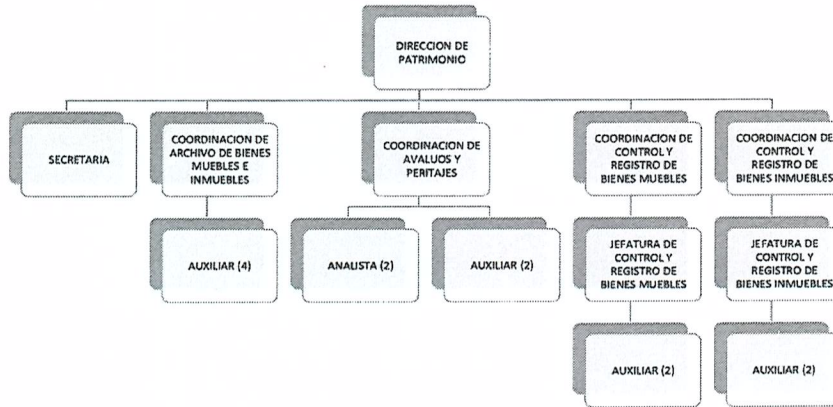 DIRECCION DE
PATRIMONIO
SECRETARIA
COORDINACION DE
ARCHIVO DE BIENES
MUEBLES E
INMUEBLES
COORDINACION DE
AVALUOS Y
PERITAJES
COORDINACION DE
CONTROL Y
REGISTRO DE
BIENES MUEBLES
COORDINACION DE
CONTROL Y
REGISTRO DE
BIENES INMUEBLES
AUXILIAR (4)
ANALISTA (2)
AUXILIAR (2)
JEFATURA DE
CONTROL Y
REGISTRO DE
BIENES MUEBLES
JEFATURA DE
CONTROL Y
REGISTRO DE
BIENES INMUEBLES
AUXILIAR (2)
AUXILIAR (2)